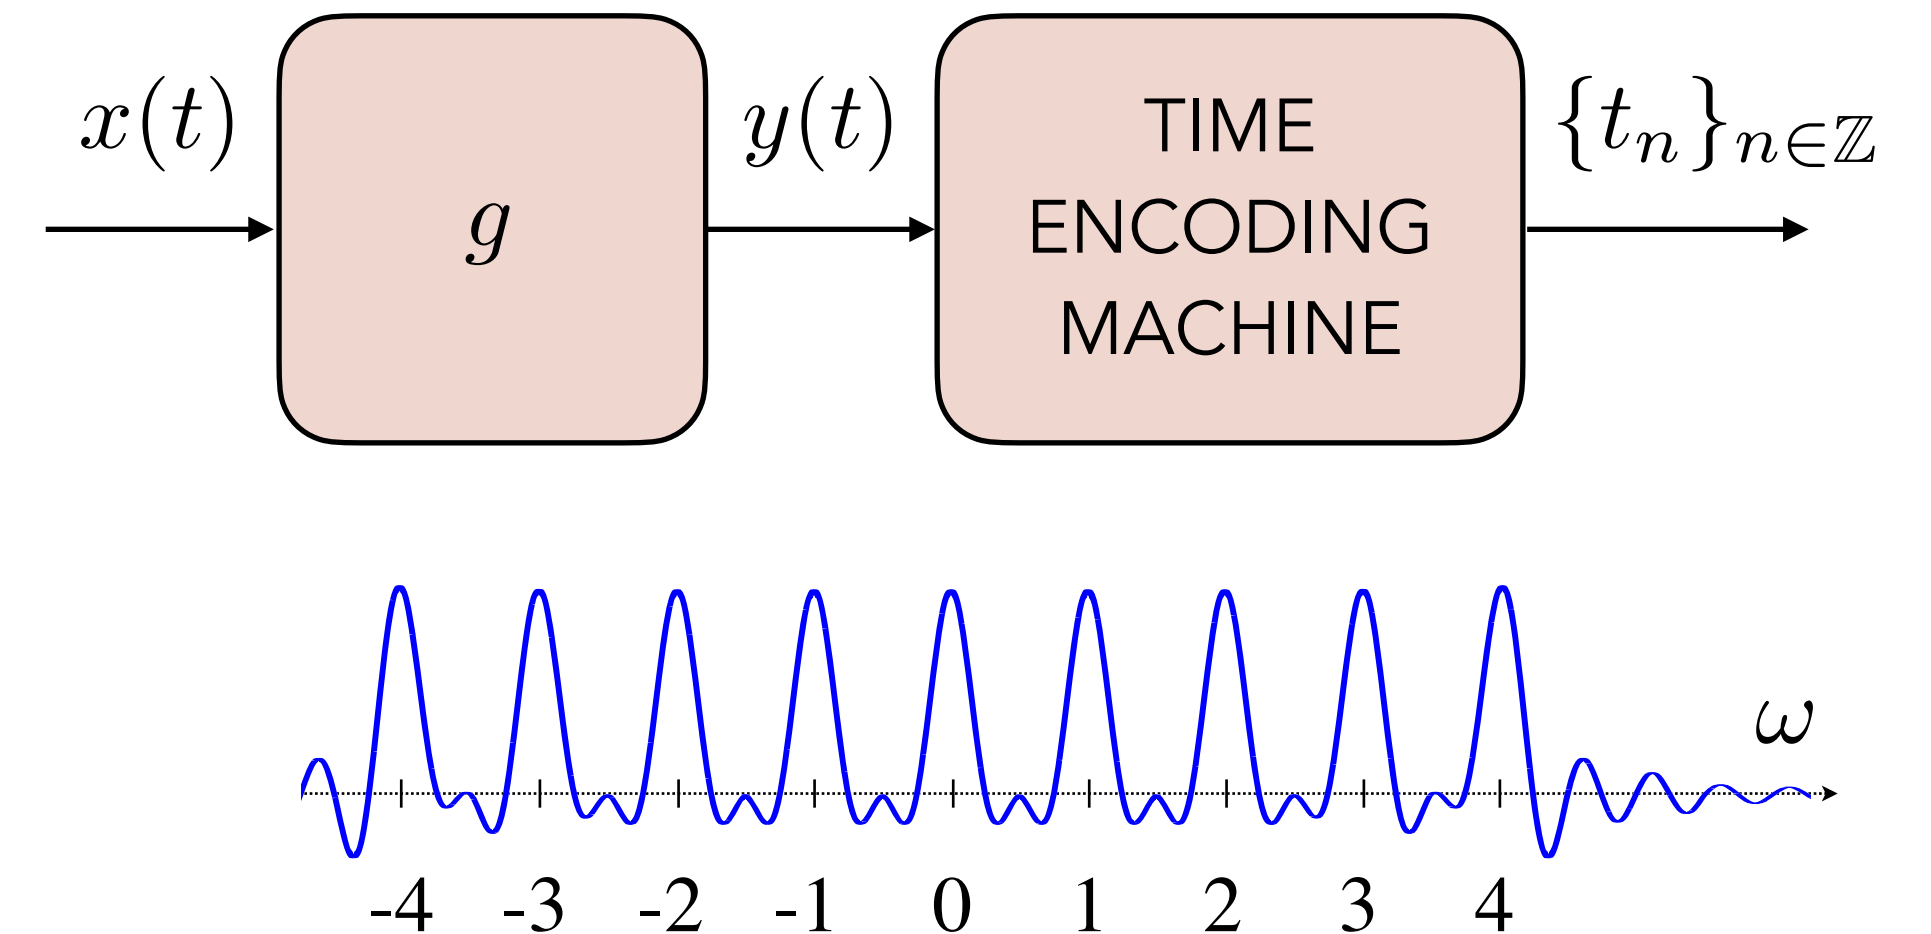 x(t)
g
y(t)
TIME
ENCODING
MACHINE
{t_n}_{n∈ℤ}
ω
-4 -3 -2 -1 0 1 2 3 4